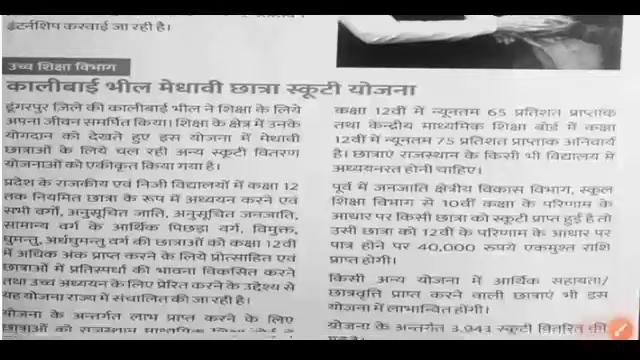 इंटर्नशिप करवाई जा रही है।
उच्च शिक्षा विभाग
कालीबाई भील मेधावी छात्रा स्कूटी योजना
डूंगरपुर ज़िले की कालीबाई भील ने शिक्षा के लिये
अपना जीवन समर्पित किया। शिक्षा के क्षेत्र में उनके
योगदान को देखते हुए इस योजना में मेधावी
छात्राओं के लिये चल रही अन्य स्कूटी वितरण
योजनाओं को एकीकृत किया गया है।
प्रदेश के राजकीय एवं निजी विद्यालयों में कक्षा 12
तक नियमित छात्रा के रूप में अध्ययन करने एवं
सभी वर्गों, अनुसूचित जाति, अनुसूचित जनजाति,
सामान्य वर्ग के आर्थिक पिछड़ा वर्ग, विमुक्त,
घुमन्तु, अर्धघुमन्तु वर्ग की छात्राओं को कक्षा 12वीं
में अधिक अंक प्राप्त करने के लिये प्रोत्साहित एवं
छात्राओं में प्रतिस्पर्धा की भावना विकसित करने
तथा उच्च अध्ययन के लिए प्रेरित करने के उद्देश्य से
यह योजना राज्य में संचालित की जा रही है।
योजना के अन्तर्गत लाभ प्राप्त करने के लिए
छात्राओं को राजस्थान माध्यमिक शिक्षा बोर्ड से
कक्षा 12वीं में न्यूनतम 65 प्रतिशत प्राप्तांक
तथा केन्द्रीय माध्यमिक शिक्षा बोर्ड में कक्षा
12वीं में न्यूनतम 75 प्रतिशत प्राप्तांक अनिवार्य
है। छात्राएं राजस्थान के किसी भी विद्यालय में
अध्ययनरत होनी चाहिए।
पूर्व में जनजाति क्षेत्रीय विकास विभाग, स्कूल
शिक्षा विभाग से 10वीं कक्षा के परिणाम के
आधार पर किसी छात्रा को स्कूटी प्राप्त हुई है तो
उसी छात्रा को 12वीं के परिणाम के आधार पर
पात्र होने पर 40,000 रुपये एकमुश्त राशि
प्राप्त होगी।
किसी अन्य योजना में आर्थिक सहायता/
छात्रवृत्ति प्राप्त करने वाली छात्राएं भी इस
योजना में लाभान्वित होंगी।
योजना के अन्तर्गत 3,943 स्कूटी वितरित की